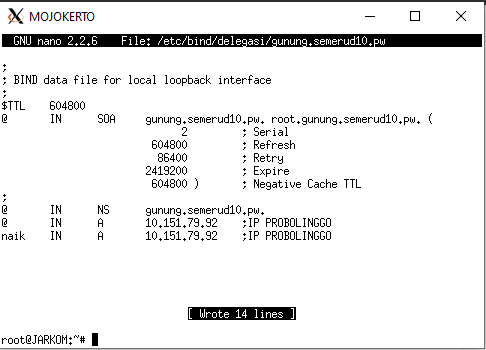 MOJOKERTO
GNU nano 2.2.6    File: /etc/bind/delegasi/gunung.semerud10.pw
;
; BIND data file for local loopback interface
;
$TTL    604800
@       IN      SOA     gunung.semerud10.pw. root.gunung.semerud10.pw. (
                              2         ; Serial
                         604800         ; Refresh
                          86400         ; Retry
                        2419200         ; Expire
                         604800 )       ; Negative Cache TTL
;
@       IN      NS      gunung.semerud10.pw.
@       IN      A       10.151.79.92    ;IP PROBOLINGGO
naik    IN      A       10.151.79.92    ;IP PROBOLINGGO
[ Wrote 14 lines ]
root@JARKOM:~#